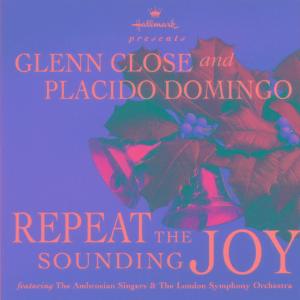 Hallmark
presents
GLENN CLOSE and
PLACIDO DOMINGO
REPEAT THE
SOUNDING JOY
featuring The Ambrosian Singers & The London Symphony Orchestra